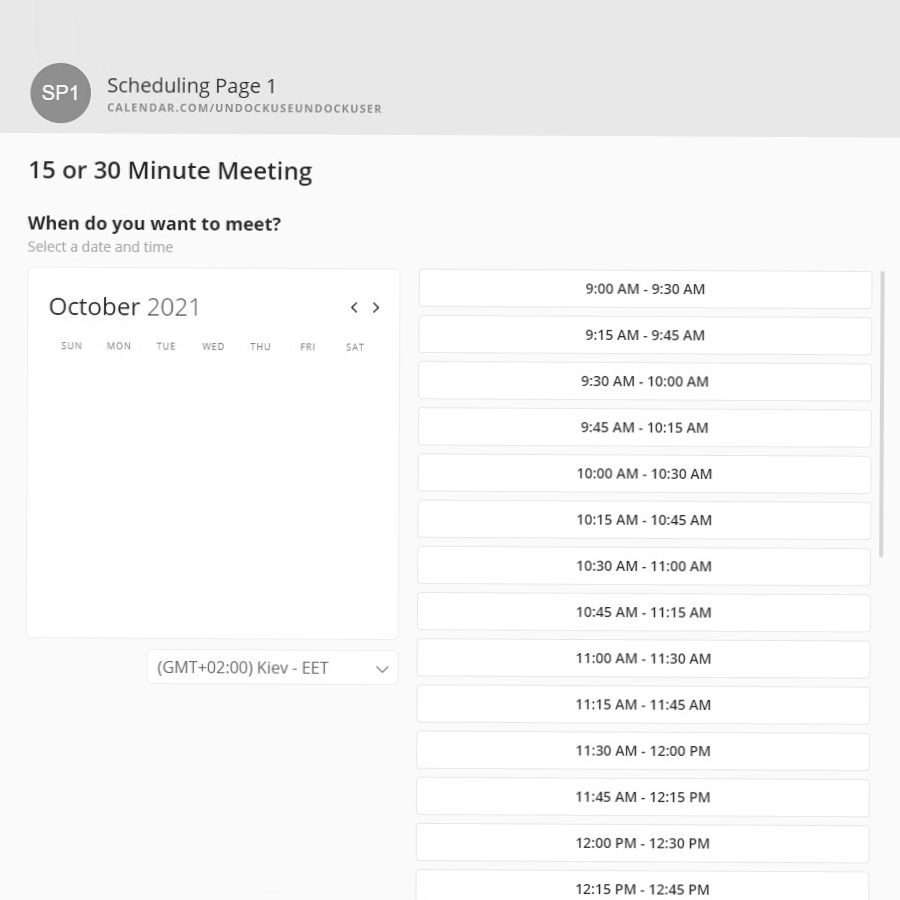 SP1
Scheduling Page 1
CALENDAR.COM/UNDOCKUSEUNDOCKUSER
15 or 30 Minute Meeting
When do you want to meet?
Select a date and time
October 2021
SUN MON TUE WED THU FRI SAT
(GMT+02:00) Kiev - EET
9:00 AM - 9:30 AM
9:15 AM - 9:45 AM
9:30 AM - 10:00 AM
9:45 AM - 10:15 AM
10:00 AM - 10:30 AM
10:15 AM - 10:45 AM
10:30 AM - 11:00 AM
10:45 AM - 11:15 AM
11:00 AM - 11:30 AM
11:15 AM - 11:45 AM
11:30 AM - 12:00 PM
11:45 AM - 12:15 PM
12:00 PM - 12:30 PM
12:15 PM - 12:45 PM